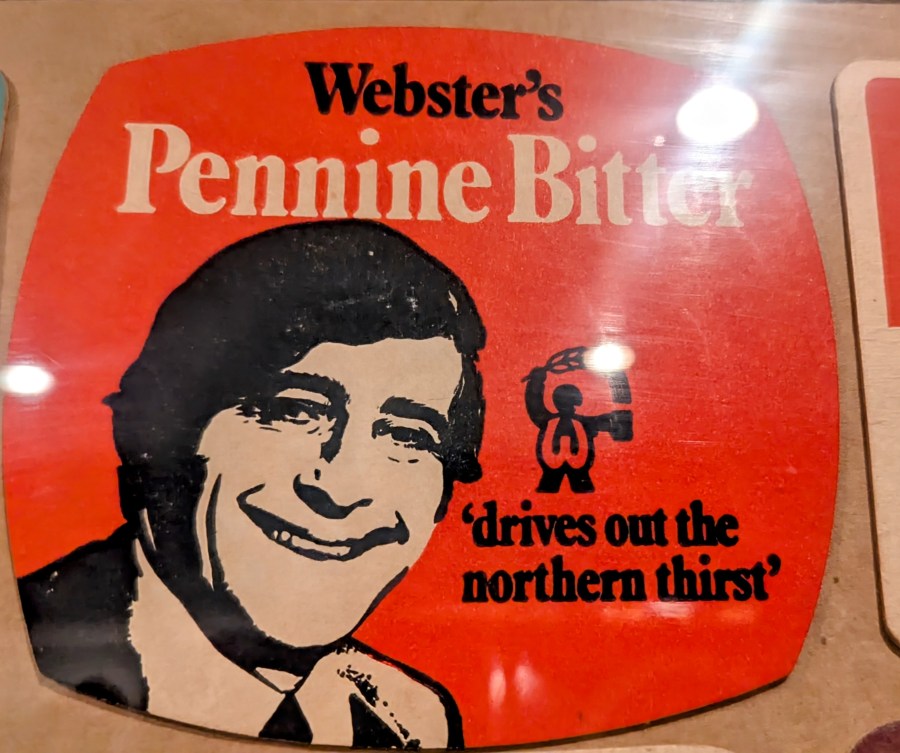 Webster's
Pennine Bitter
W
'drives out the
northern thirst'